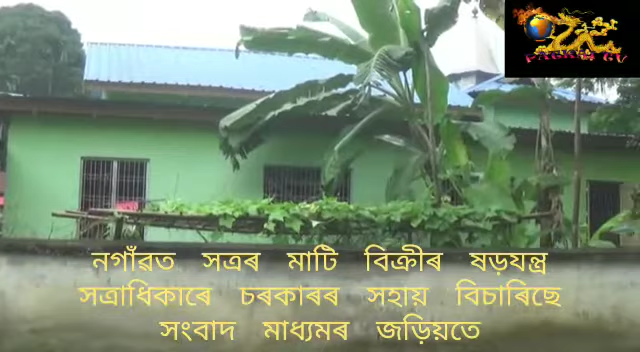 নগাঁৱত সত্ৰৰ মাটি বিক্ৰীৰ ষড়যন্ত্ৰ
সত্ৰাধিকাৰে চৰকাৰৰ সহায় বিচাৰিছে
সংবাদ মাধ্যমৰ জড়িয়তে